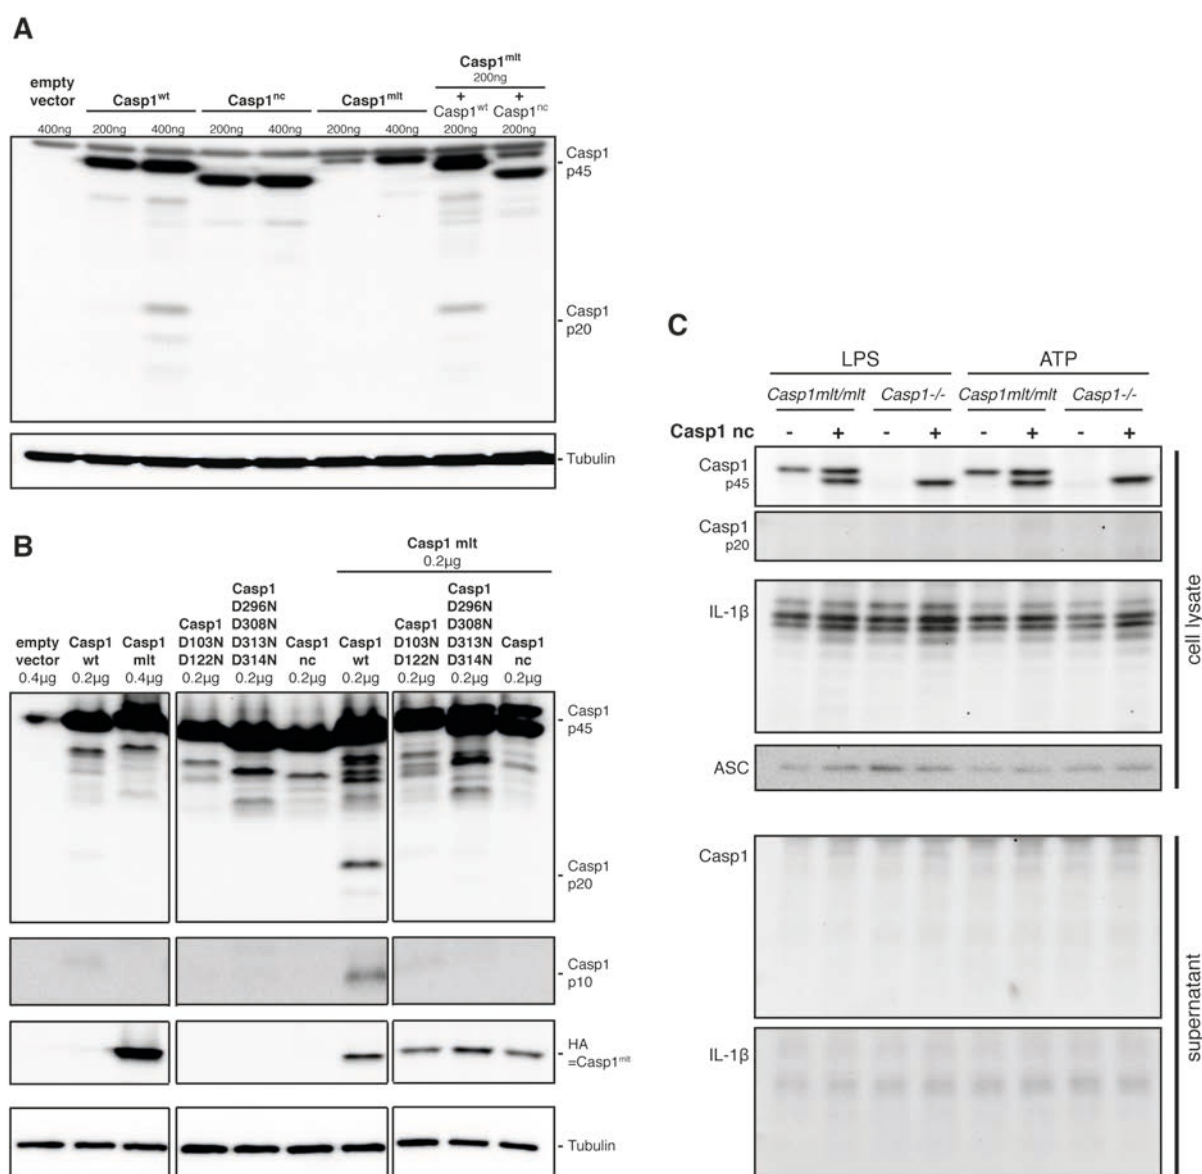 A
empty
vector
Casp1wt
Casp1nc
Casp1mlt
Casp1mlt
200ng
+
+
Casp1wt
Casp1nc
400ng
200ng
400ng
200ng
400ng
200ng
400ng
200ng
200ng
Casp1
p45
Casp1
p20
Tubulin
B
Casp1 mlt
0.2µg
empty
vector
0.4µg
Casp1
wt
0.2µg
Casp1
mlt
0.4µg
Casp1
D103N
D122N
0.2µg
Casp1
D296N
D308N
D313N
D314N
0.2µg
Casp1
nc
0.2µg
Casp1
wt
0.2µg
Casp1
D103N
D122N
0.2µg
Casp1
D296N
D308N
D313N
D314N
0.2µg
Casp1
nc
0.2µg
Casp1
p45
Casp1
p20
Casp1
p10
HA
=Casp1mlt
Tubulin
C
LPS
ATP
Casp1mlt/mlt
Casp1-/-
Casp1mlt/mlt
Casp1-/-
Casp1 nc - + - + - + - +
Casp1
p45
Casp1
p20
IL-1β
ASC
cell lysate
Casp1
IL-1β
supernatant